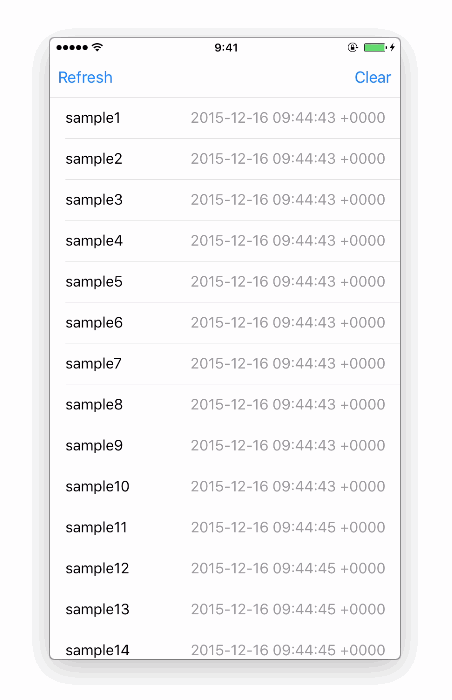 9:41
Refresh Clear
sample1 2015-12-16 09:44:43 +0000
sample2 2015-12-16 09:44:43 +0000
sample3 2015-12-16 09:44:43 +0000
sample4 2015-12-16 09:44:43 +0000
sample5 2015-12-16 09:44:43 +0000
sample6 2015-12-16 09:44:43 +0000
sample7 2015-12-16 09:44:43 +0000
sample8 2015-12-16 09:44:43 +0000
sample9 2015-12-16 09:44:43 +0000
sample10 2015-12-16 09:44:43 +0000
sample11 2015-12-16 09:44:45 +0000
sample12 2015-12-16 09:44:45 +0000
sample13 2015-12-16 09:44:45 +0000
sample14 2015-12-16 09:44:45 +0000